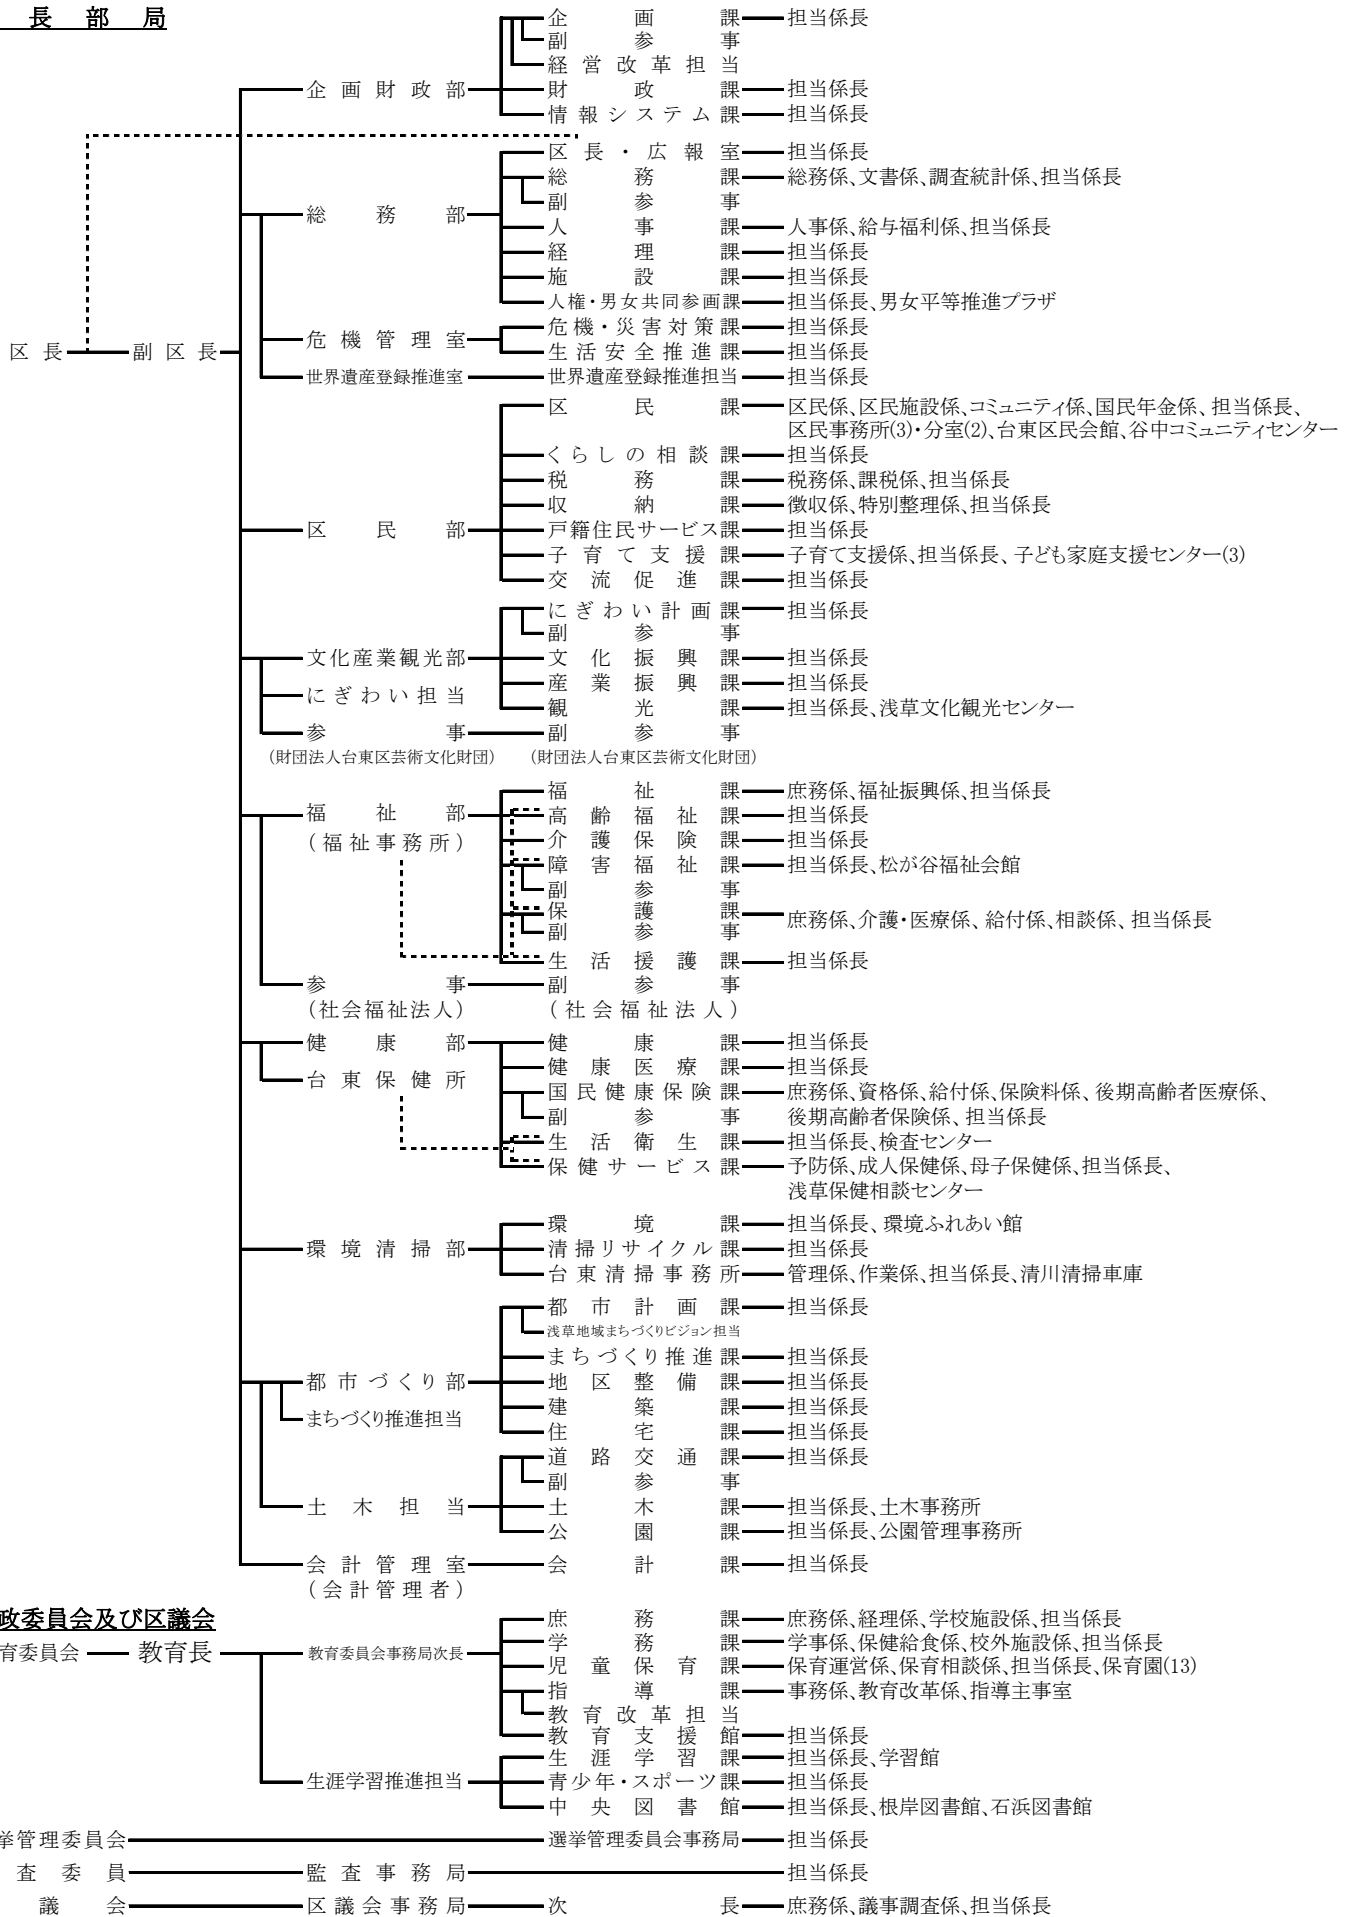 長部局
企画課 担当係長
副参事
経営改革担当
企画財政部 財政課 担当係長
情報システム課 担当係長
区長・広報室 担当係長
総務課 総務係、文書係、調査統計係、担当係長
副参事
総務部
人事課 人事係、給与福利係、担当係長
経理課 担当係長
施設課 担当係長
人権・男女共同参画課 担当係長、男女平等推進プラザ
危機・災害対策課 担当係長
危機管理室
区長 副区長 生活安全推進課 担当係長
世界遺産登録推進室 世界遺産登録推進担当 担当係長
区民課 区民係、区民施設係、コミュニティ係、国民年金係、担当係長、
区民事務所(3)・分室(2)、台東区民会館、谷中コミュニティセンター
くらしの相談課 担当係長
税務課 税務係、課税係、担当係長
収納課 徴収係、特別整理係、担当係長
区民部 戸籍住民サービス課 担当係長
子育て支援課 子育て支援係、担当係長、子ども家庭支援センター(3)
交流促進課 担当係長
にぎわい計画課 担当係長
副参事
文化産業観光部 文化振興課 担当係長
産業振興課 担当係長
にぎわい担当
観光課 担当係長、浅草文化観光センター
参事 副参事
(財団法人台東区芸術文化財団) (財団法人台東区芸術文化財団)
福祉課 庶務係、福祉振興係、担当係長
福祉部 高齢福祉課 担当係長
(福祉事務所) 介護保険課 担当係長
障害福祉課 担当係長、松が谷福祉会館
副参事
保護課 庶務係、介護・医療係、給付係、相談係、担当係長
副参事
生活援護課 担当係長
参事 副参事
(社会福祉法人) (社会福祉法人)
健康部 健康課 担当係長
健康医療課 担当係長
台東保健所
国民健康保険課 庶務係、資格係、給付係、保険料係、後期高齢者医療係、
副参事 後期高齢者保険係、担当係長
生活衛生課 担当係長、検査センター
保健サービス課 予防係、成人保健係、母子保健係、担当係長、
浅草保健相談センター
環境課 担当係長、環境ふれあい館
環境清掃部 清掃リサイクル課 担当係長
台東清掃事務所 管理係、作業係、担当係長、清川清掃車庫
都市計画課 担当係長
浅草地域まちづくりビジョン担当
まちづくり推進課 担当係長
都市づくり部 地区整備課 担当係長
建築課 担当係長
まちづくり推進担当
住宅課 担当係長
道路交通課 担当係長
副参事
土木担当 土木課 担当係長、土木事務所
公園課 担当係長、公園管理事務所
会計管理室 会計課 担当係長
(会計管理者)
政委員会及び区議会
庶務課 庶務係、経理係、学校施設係、担当係長
学務課 学事係、保健給食係、校外施設係、担当係長
育委員会 教育長 教育委員会事務局次長
児童保育課 保育運営係、保育相談係、担当係長、保育園(13)
指導課 事務係、教育改革係、指導主事室
教育改革担当
教育支援館 担当係長
生涯学習課 担当係長、学習館
生涯学習推進担当 青少年・スポーツ課 担当係長
中央図書館 担当係長、根岸図書館、石浜図書館
挙管理委員会 選挙管理委員会事務局 担当係長
査委員 監査事務局 担当係長
議会 区議会事務局 次長 庶務係、議事調査係、担当係長